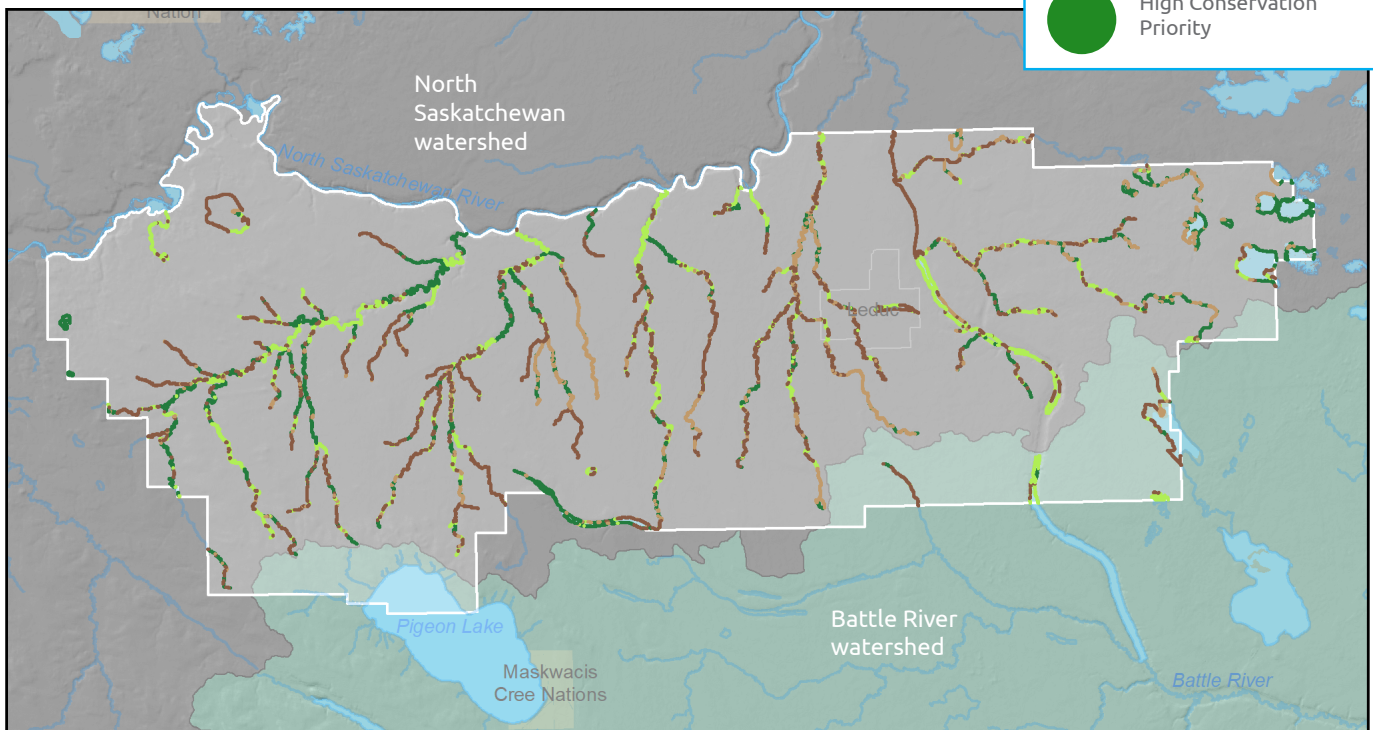 High Conservation
Priority
Nation
North
Saskatchewan
watershed
North Saskatchewan River
Leduc
Battle River
watershed
Pigeon Lake
Maskwacis
Cree Nations
Battle River